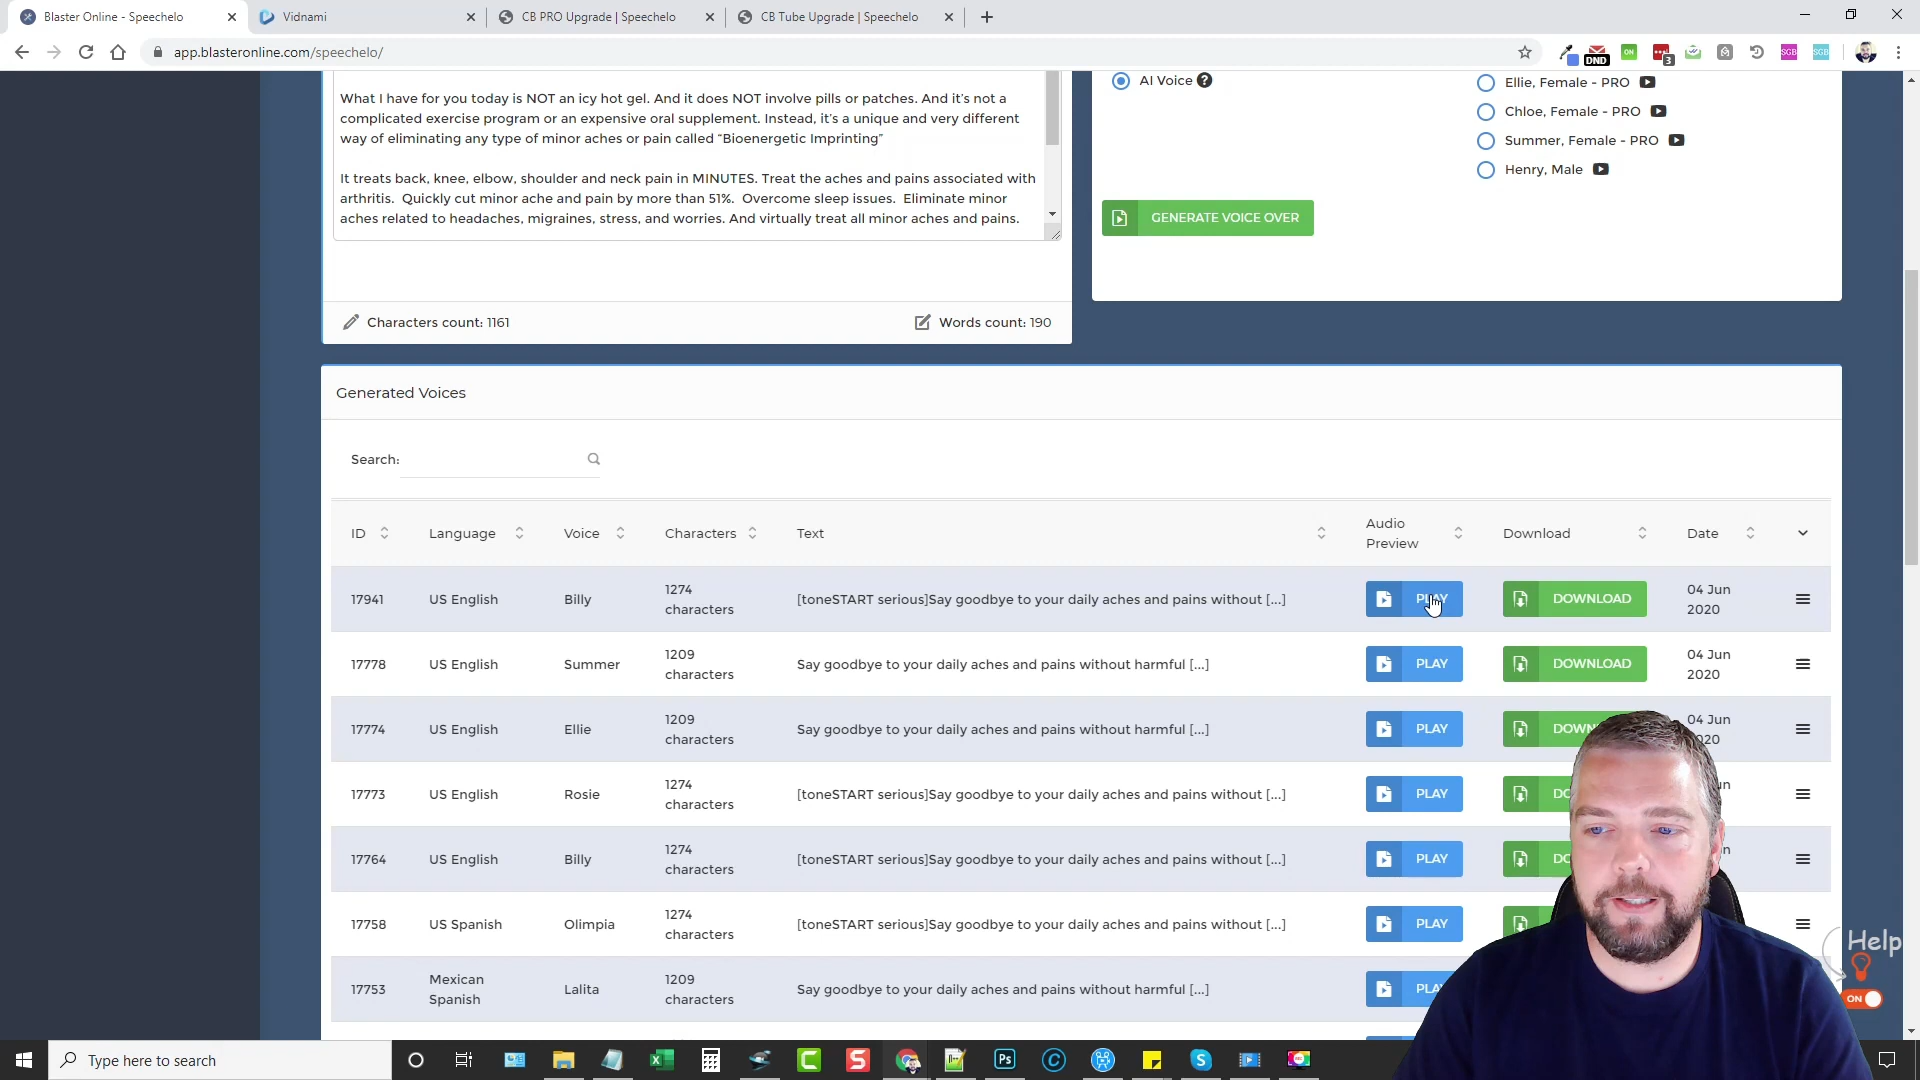 Blaster Online - Speechelo
Vidnami
CB PRO Upgrade | Speechelo
CB Tube Upgrade | Speechelo
app.blasteronline.com/speechelo/
DND
ON
3
SGB
SGB
What I have for you today is NOT an icy hot gel. And it does NOT involve pills or patches. And it's not a
complicated exercise program or an expensive oral supplement. Instead, it's a unique and very different
way of eliminating any type of minor aches or pain called "Bioenergetic Imprinting"
It treats back, knee, elbow, shoulder and neck pain in MINUTES. Treat the aches and pains associated with
arthritis. Quickly cut minor ache and pain by more than 51%. Overcome sleep issues. Eliminate minor
aches related to headaches, migraines, stress, and worries. And virtually treat all minor aches and pains.
Characters count: 1161
Words count: 190
AI Voice ?
Ellie, Female - PRO
Chloe, Female - PRO
Summer, Female - PRO
Henry, Male
GENERATE VOICE OVER
Generated Voices
Search:
ID Language Voice Characters Text Audio Preview Download Date
17941 US English Billy 1274 characters [toneSTART serious]Say goodbye to your daily aches and pains without [...] PLAY DOWNLOAD 04 Jun 2020
17778 US English Summer 1209 characters Say goodbye to your daily aches and pains without harmful [...] PLAY DOWNLOAD 04 Jun 2020
17774 US English Ellie 1209 characters Say goodbye to your daily aches and pains without harmful [...] PLAY 04 Jun
17773 US English Rosie 1274 characters [toneSTART serious]Say goodbye to your daily aches and pains without [...] PLAY
17764 US English Billy 1274 characters [toneSTART serious]Say goodbye to your daily aches and pains without [...] PLAY
17758 US Spanish Olimpia 1274 characters [toneSTART serious]Say goodbye to your daily aches and pains without [...] PLAY
17753 Mexican Spanish Lalita 1209 characters Say goodbye to your daily aches and pains without harmful [...]
Help
ON
Type here to search